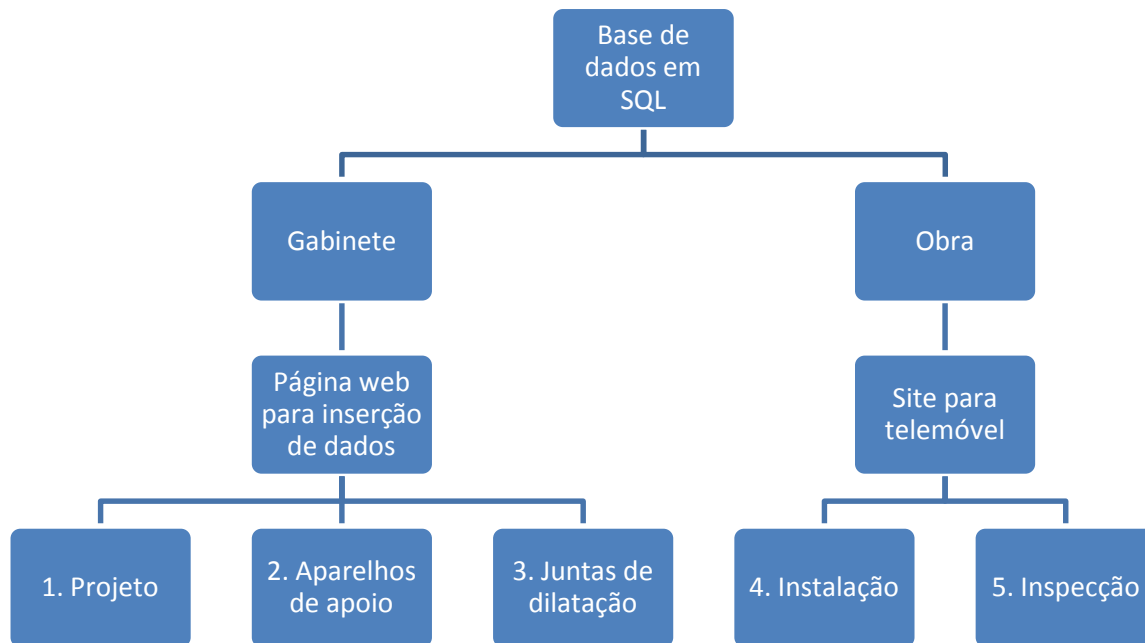 Base de
dados em
SQL
Gabinete
Obra
Página web
para inserção
de dados
Site para
telemóvel
1. Projeto
2. Aparelhos
de apoio
3. Juntas de
dilatação
4. Instalação
5. Inspecção